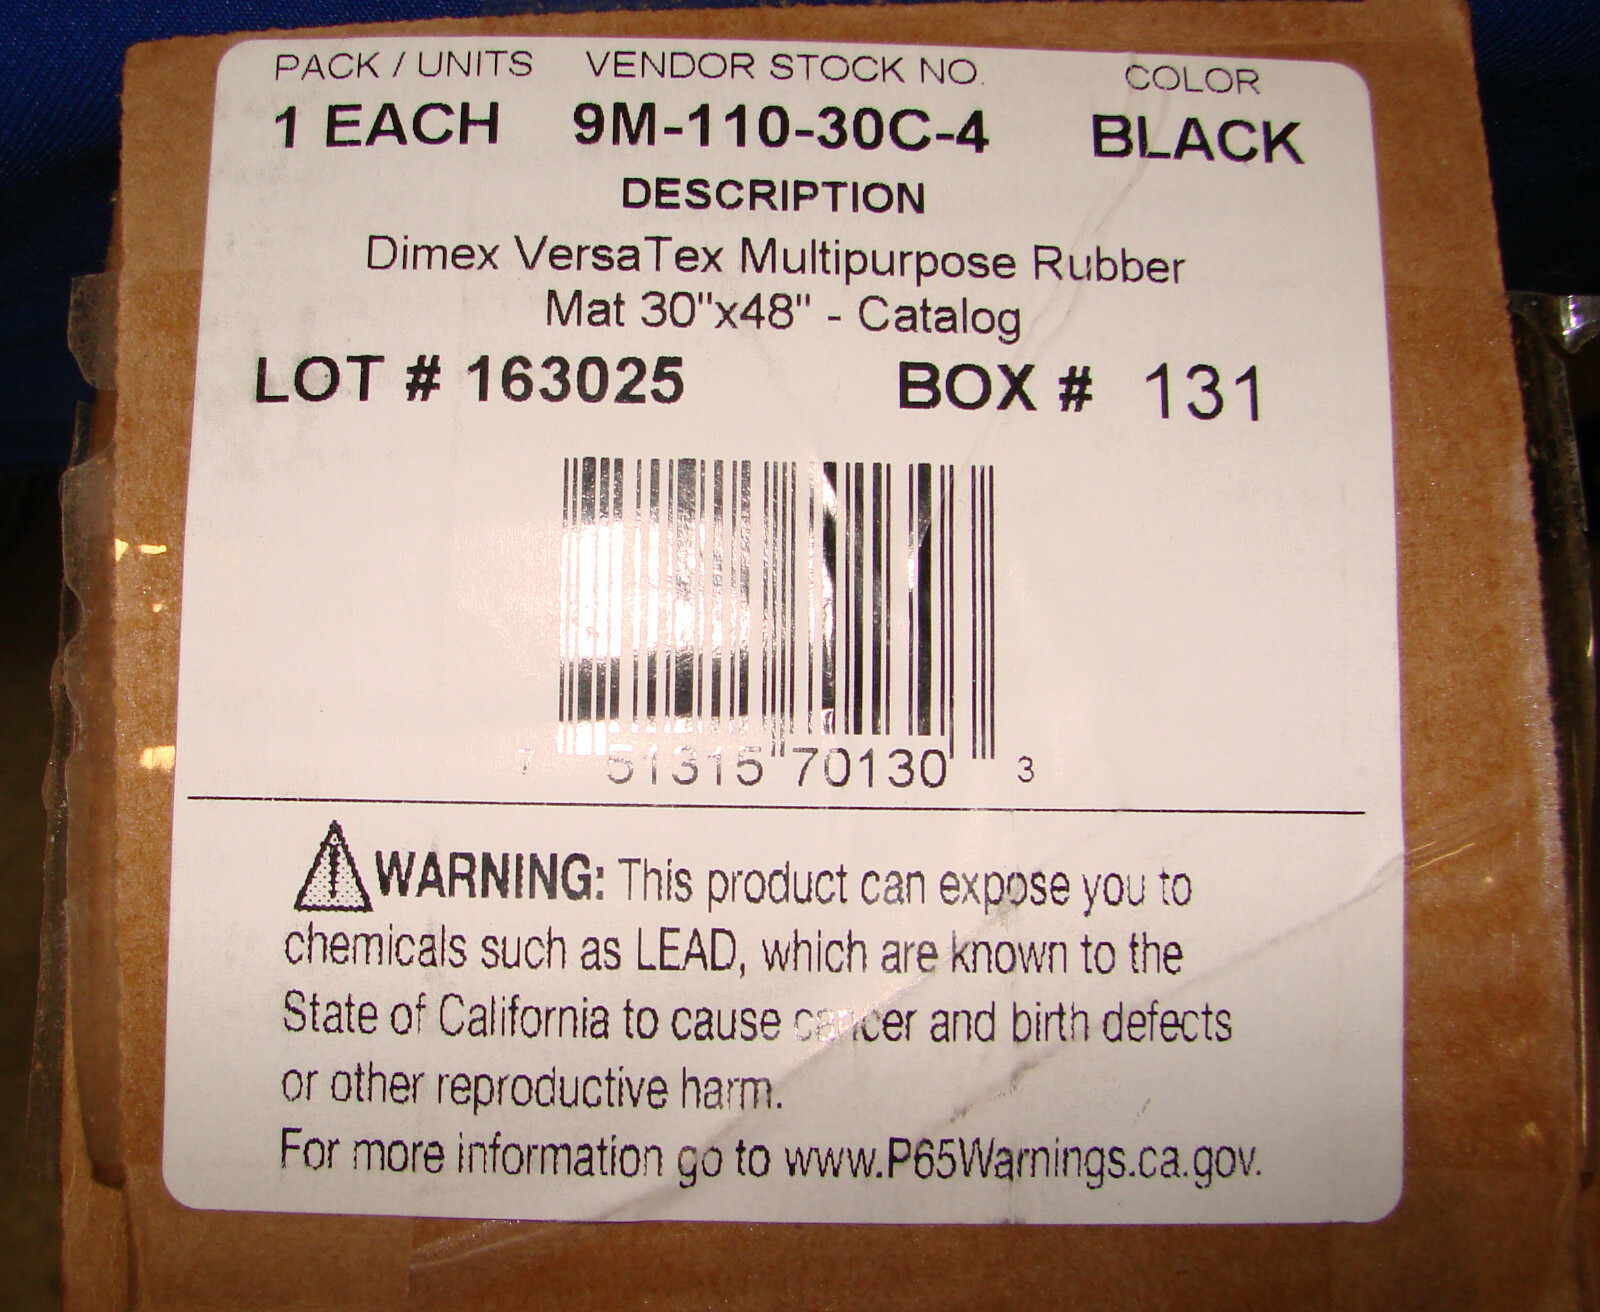 PACK / UNITS VENDOR STOCK NO. COLOR
1 EACH 9M-110-30C-4 BLACK
DESCRIPTION
Dimex VersaTex Multipurpose Rubber
Mat 30"x48" - Catalog
LOT # 163025 BOX # 131
7 51315 70130 3
WARNING: This product can expose you to
chemicals such as LEAD, which are known to the
State of California to cause cancer and birth defects
or other reproductive harm.
For more information go to www.P65Warnings.ca.gov.